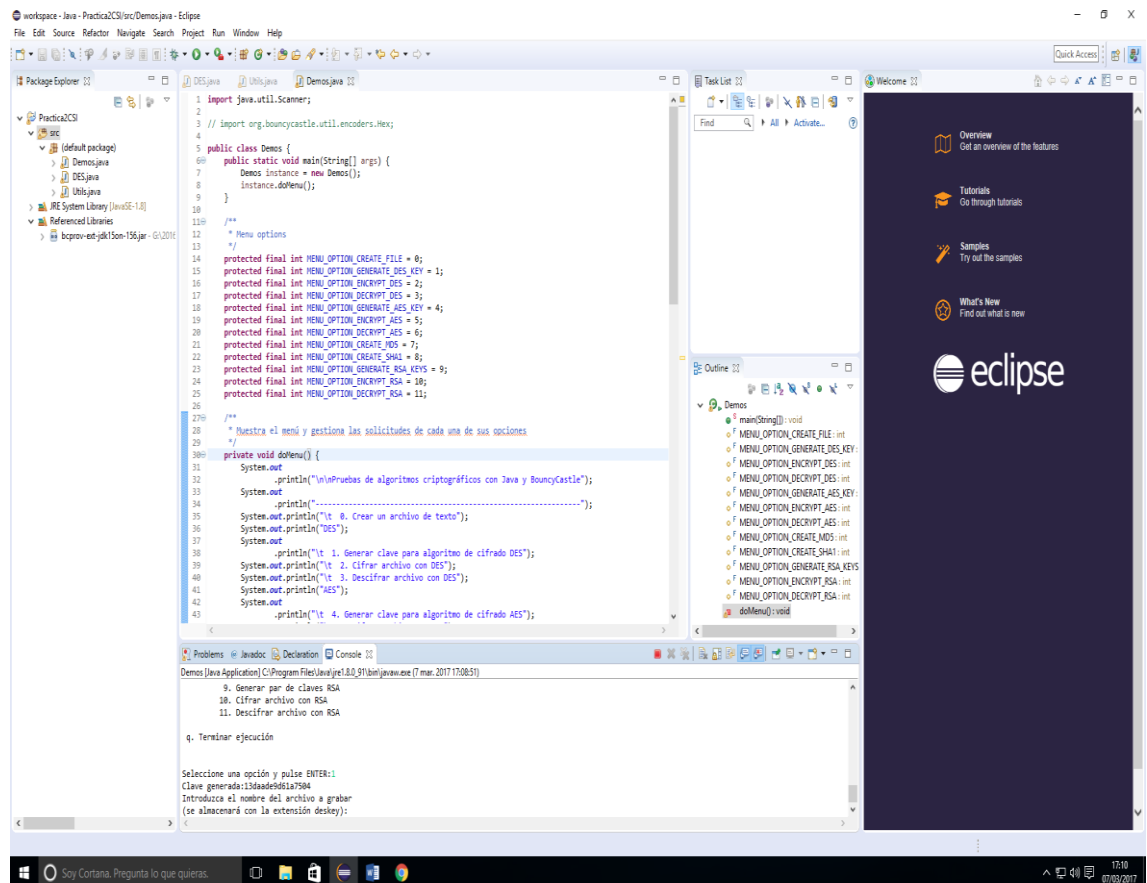 workspace - Java - Practica2CSI/src/Demos.java - Eclipse
File Edit Source Refactor Navigate Search Project Run Window Help
Quick Access
Package Explorer
Practica2CSI
src
(default package)
Demos.java
DES.java
Utils.java
JRE System Library [JavaSE-1.8]
Referenced Libraries
bcprov-ext-jdk15on-156.jar - G:\2016
DES.java Utils.java Demos.java
1 import java.util.Scanner;
2
3 // import org.bouncycastle.util.encoders.Hex;
4
5 public class Demos {
6 public static void main(String[] args) {
7 Demos instance = new Demos();
8 instance.doMenu();
9 }
10
11 /**
12 * Menu options
13 */
14 protected final int MENU_OPTION_CREATE_FILE = 0;
15 protected final int MENU_OPTION_GENERATE_DES_KEY = 1;
16 protected final int MENU_OPTION_ENCRYPT_DES = 2;
17 protected final int MENU_OPTION_DECRYPT_DES = 3;
18 protected final int MENU_OPTION_GENERATE_AES_KEY = 4;
19 protected final int MENU_OPTION_ENCRYPT_AES = 5;
20 protected final int MENU_OPTION_DECRYPT_AES = 6;
21 protected final int MENU_OPTION_CREATE_MD5 = 7;
22 protected final int MENU_OPTION_CREATE_SHA1 = 8;
23 protected final int MENU_OPTION_GENERATE_RSA_KEYS = 9;
24 protected final int MENU_OPTION_ENCRYPT_RSA = 10;
25 protected final int MENU_OPTION_DECRYPT_RSA = 11;
26
27 /**
28 * Muestra el menú y gestiona las solicitudes de cada una de sus opciones
29 */
30 private void doMenu() {
31 System.out
32 .println("\n\nPruebas de algoritmos criptográficos con Java y BouncyCastle");
33 System.out
34 .println("----------------------------------------------------------------");
35 System.out.println("\t 0. Crear un archivo de texto");
36 System.out.println("DES");
37 System.out
38 .println("\t 1. Generar clave para algoritmo de cifrado DES");
39 System.out.println("\t 2. Cifrar archivo con DES");
40 System.out.println("\t 3. Descifrar archivo con DES");
41 System.out.println("AES");
42 System.out
43 .println("\t 4. Generar clave para algoritmo de cifrado AES");
Task List
Find All Activate...
Outline
Demos
main(String[]) : void
MENU_OPTION_CREATE_FILE : int
MENU_OPTION_GENERATE_DES_KEY :
MENU_OPTION_ENCRYPT_DES : int
MENU_OPTION_DECRYPT_DES : int
MENU_OPTION_GENERATE_AES_KEY :
MENU_OPTION_ENCRYPT_AES : int
MENU_OPTION_DECRYPT_AES : int
MENU_OPTION_CREATE_MD5 : int
MENU_OPTION_CREATE_SHA1 : int
MENU_OPTION_GENERATE_RSA_KEYS
MENU_OPTION_ENCRYPT_RSA : int
MENU_OPTION_DECRYPT_RSA : int
doMenu() : void
Welcome
Overview
Get an overview of the features
Tutorials
Go through tutorials
Samples
Try out the samples
What's New
Find out what is new
eclipse
Problems Javadoc Declaration Console
Demos [Java Application] C:\Program Files\Java\jre1.8.0_91\bin\javaw.exe (7 mar. 2017 17:08:51)
9. Generar par de claves RSA
10. Cifrar archivo con RSA
11. Descifrar archivo con RSA
q. Terminar ejecución
Seleccione una opción y pulse ENTER:1
Clave generada:13daade9d61a7504
Introduzca el nombre del archivo a grabar
(se almacenará con la extensión deskey):
Soy Cortana. Pregunta lo que quieras.
17:10
07/03/2017